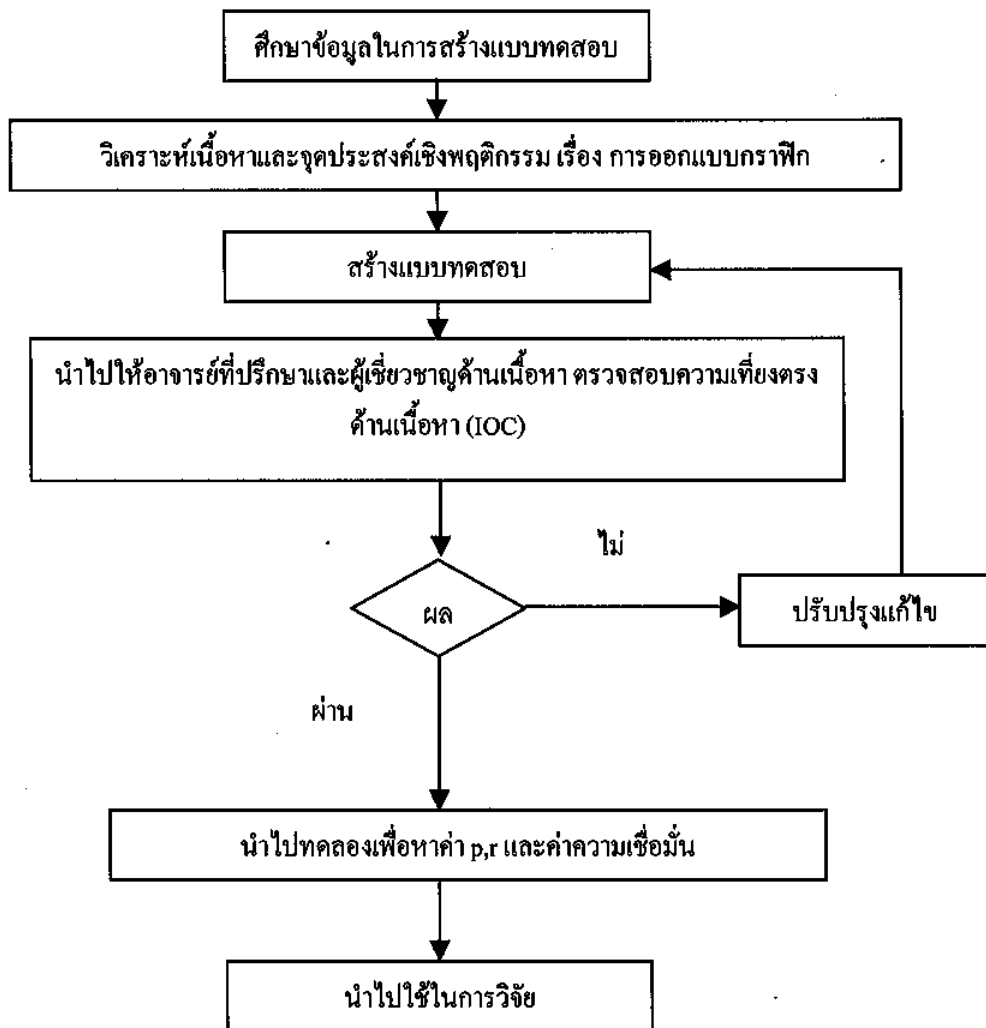 ศึกษาข้อมูลในการสร้างแบบทดสอบ
วิเคราะห์เนื้อหาและจุดประสงค์เชิงพฤติกรรม เรื่อง การออกแบบกราฟิก
สร้างแบบทดสอบ
นำไปให้อาจารย์ที่ปรึกษาและผู้เชี่ยวชาญด้านเนื้อหา ตรวจสอบความเที่ยงตรง
ด้านเนื้อหา (IOC)
ไม่
ผล
ปรับปรุงแก้ไข
ผ่าน
นำไปทดลองเพื่อหาค่า p,r และค่าความเชื่อมั่น
นำไปใช้ในการวิจัย